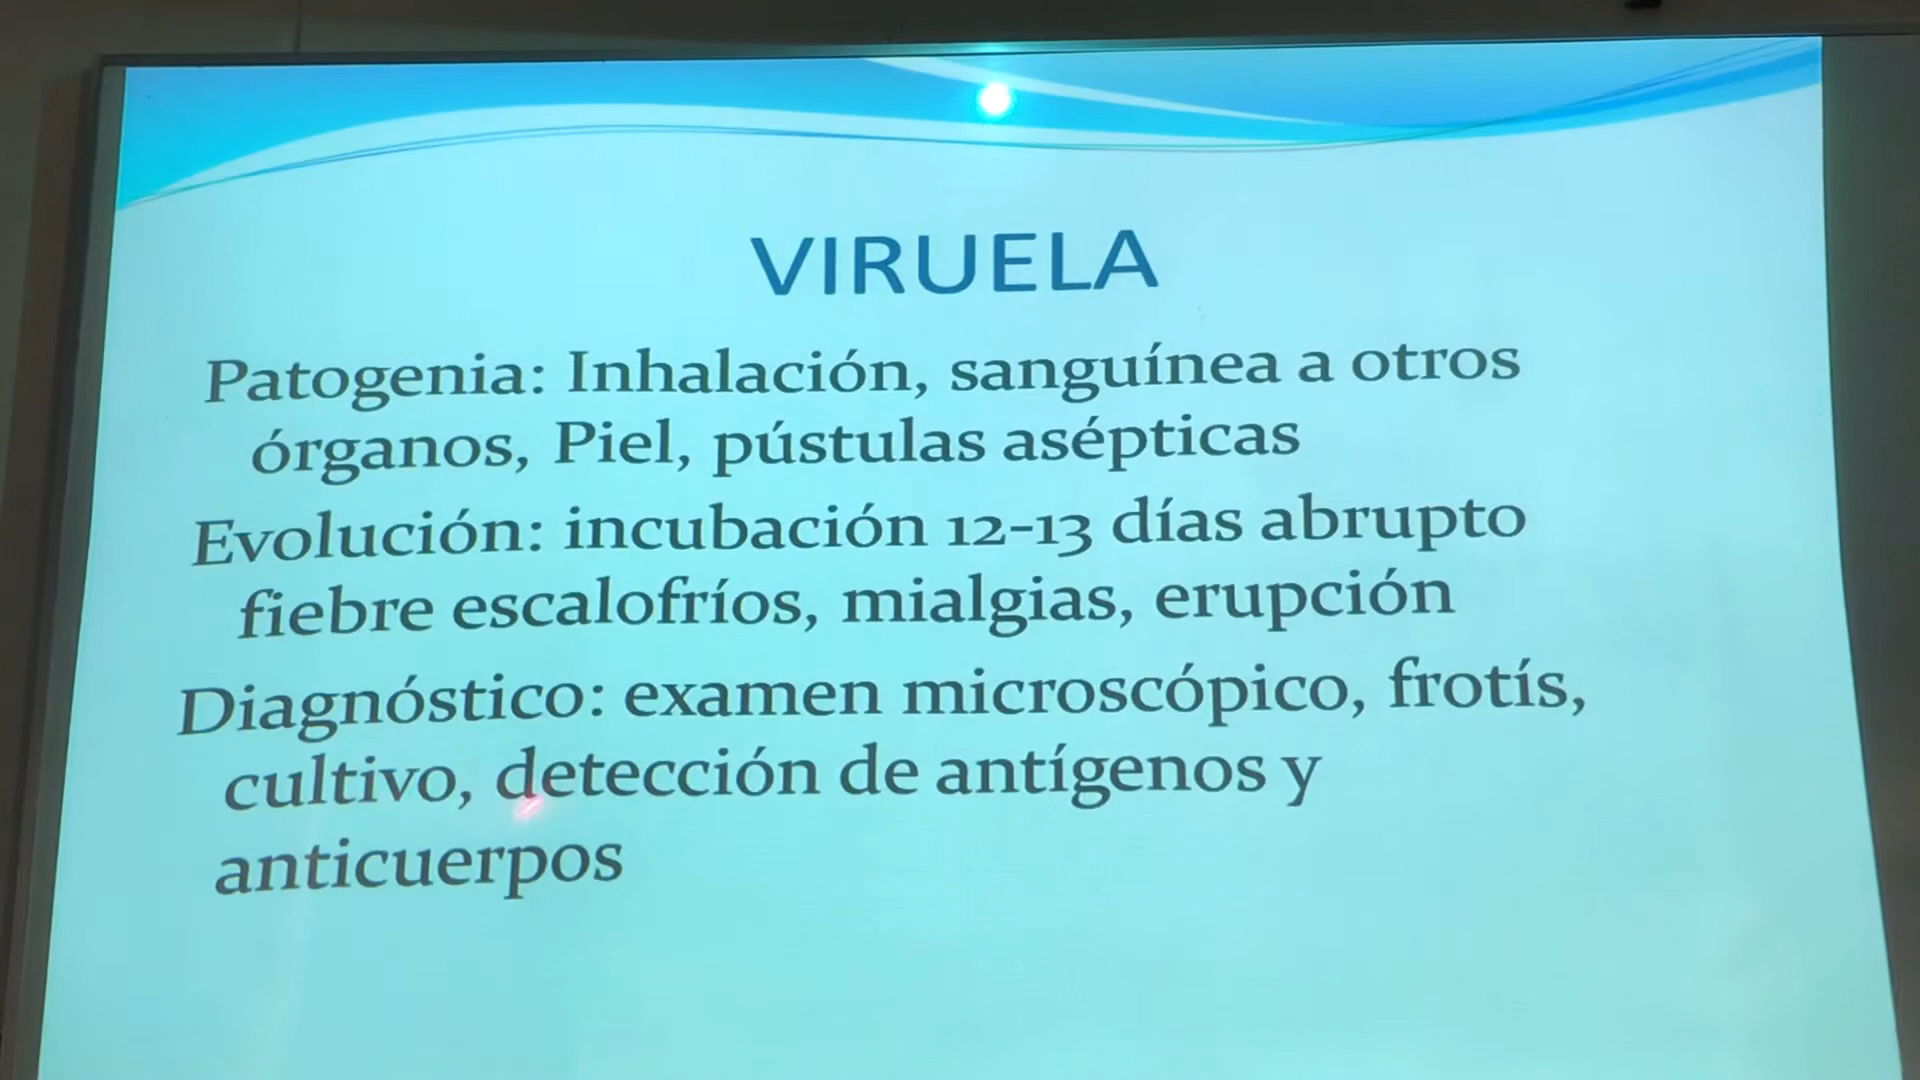 VIRUELA
Patogenia: Inhalación, sanguínea a otros
órganos, Piel, pústulas asépticas
Evolución: incubación 12-13 días abrupto
fiebre escalofríos, mialgias, erupción
Diagnóstico: examen microscópico, frotís,
cultivo, detección de antígenos y
anticuerpos